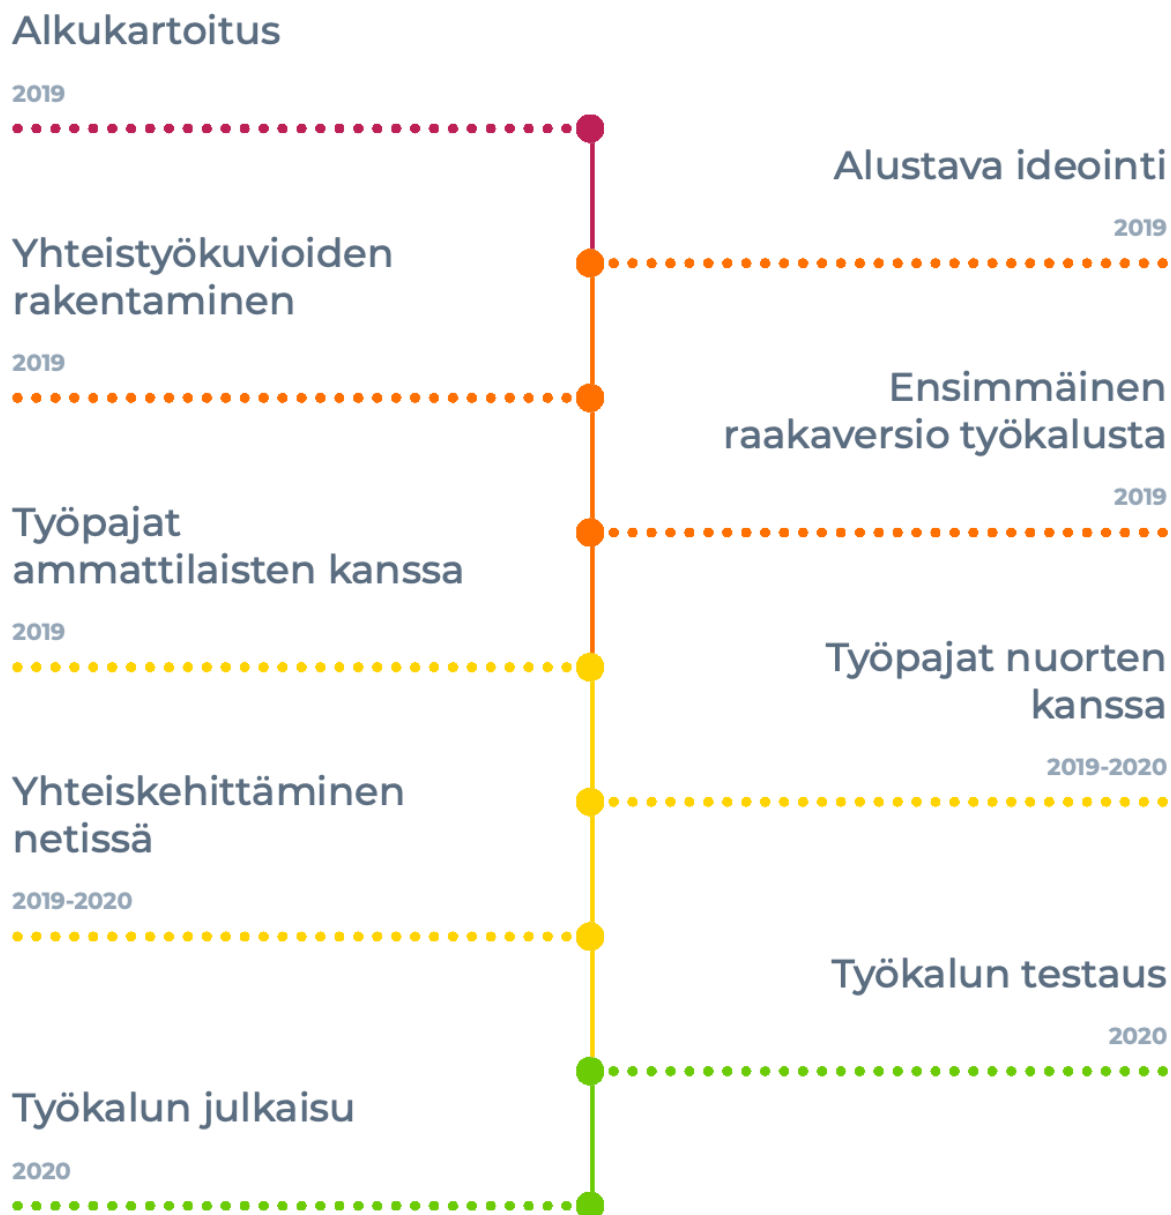 Alkukartoitus
2019
Alustava ideointi
2019
Yhteistyökuvioiden
rakentaminen
2019
Ensimmäinen
raakaversio työkalusta
2019
Työpajat
ammattilaisten kanssa
2019
Työpajat nuorten
kanssa
2019-2020
Yhteiskehittäminen
netissä
2019-2020
Työkalun testaus
2020
Työkalun julkaisu
2020